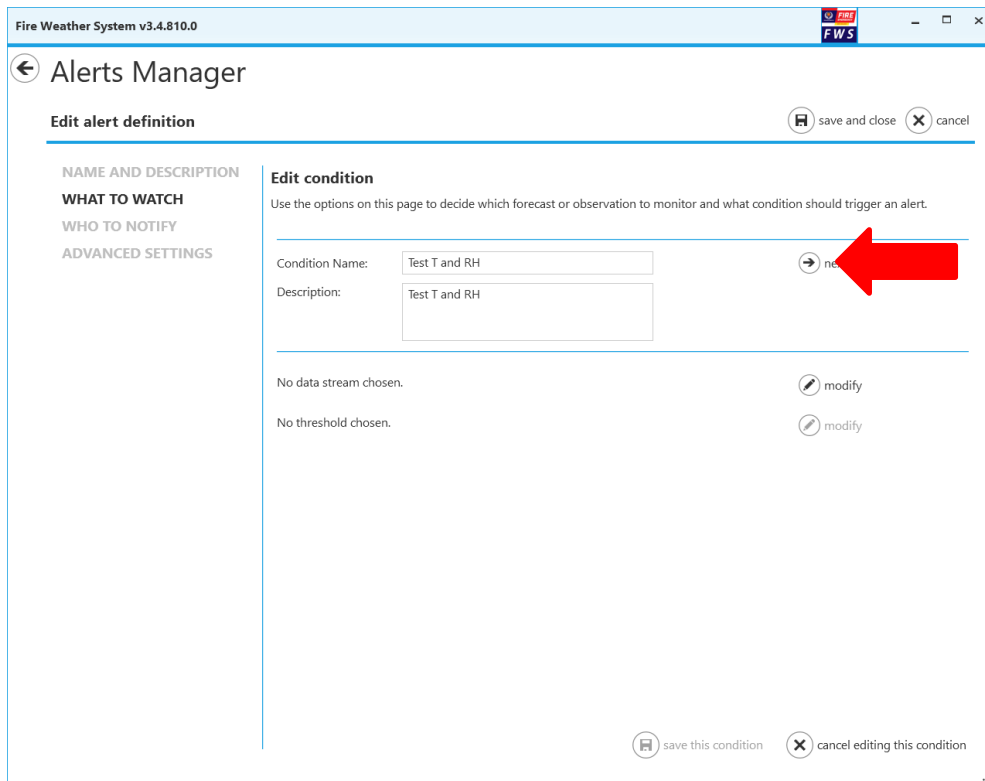 Fire Weather System v3.4.810.0
FIRE
FWS
Alerts Manager
Edit alert definition
save and close
cancel
NAME AND DESCRIPTION
WHAT TO WATCH
WHO TO NOTIFY
ADVANCED SETTINGS
Edit condition
Use the options on this page to decide which forecast or observation to monitor and what condition should trigger an alert.
Condition Name:
Test T and RH
Description:
Test T and RH
No data stream chosen.
modify
No threshold chosen.
modify
save this condition
cancel editing this condition